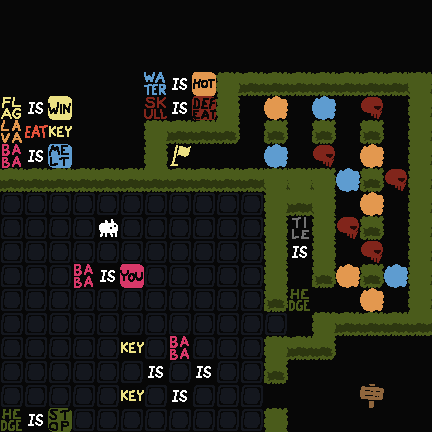 WATER IS HOT
FLAG IS WIN
SKULL IS DEFEAT
LAVA EAT KEY
BABA IS MELT
TILE
IS
BABA IS YOU
HEDGE
KEY BABA
IS IS
KEY IS
HEDGE IS STOP